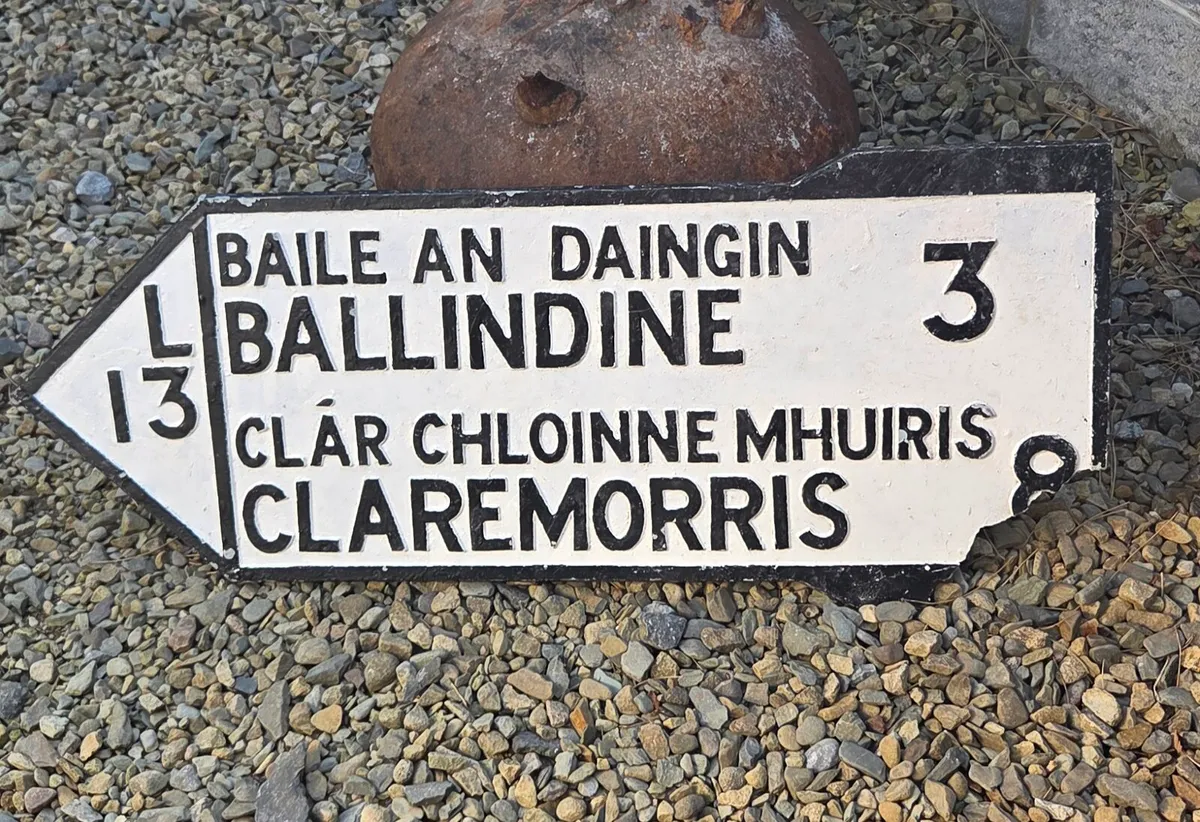 L
13
BAILE AN DAINGIN 3
BALLINDINE
CLÁR CHLOINNE MHUIRIS 8
CLAREMORRIS